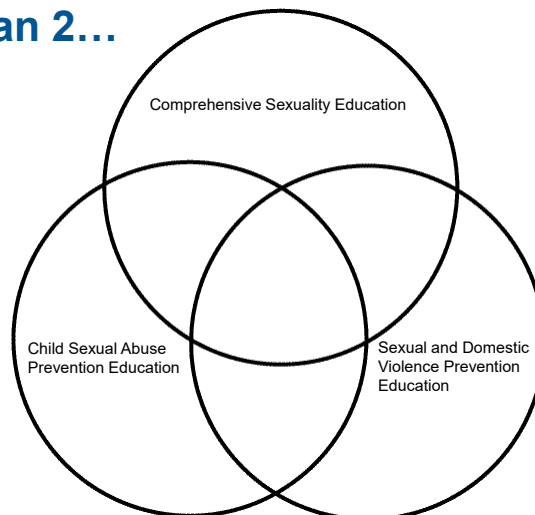 an 2…
Comprehensive Sexuality Education
Child Sexual Abuse
Prevention Education
Sexual and Domestic
Violence Prevention
Education